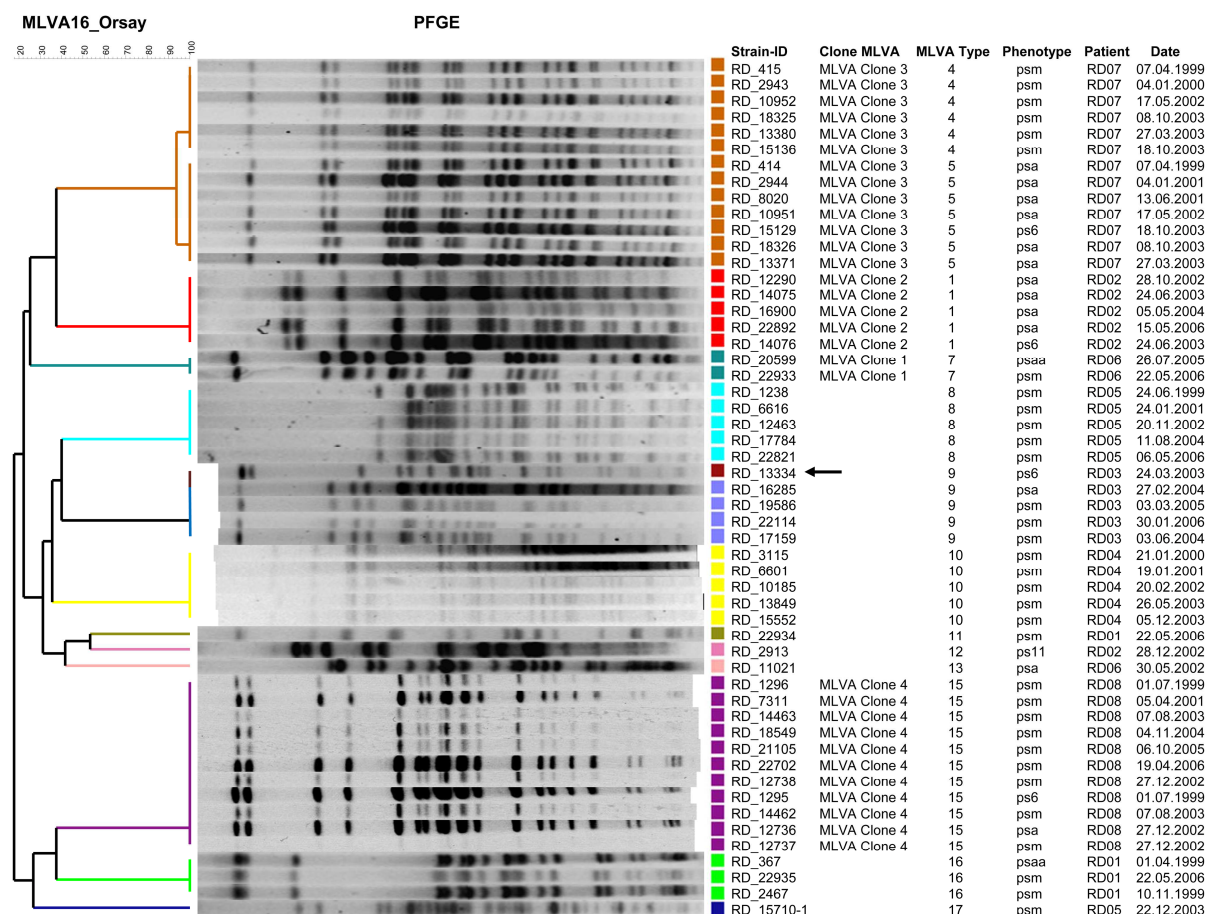 MLVA16_Orsay PFGE
20 30 40 50 60 70 80 90 100
Strain-ID Clone MLVA MLVA Type Phenotype Patient Date
RD_415 MLVA Clone 3 4 psm RD07 07.04.1999
RD_2943 MLVA Clone 3 4 psm RD07 04.01.2000
RD_10952 MLVA Clone 3 4 psm RD07 17.05.2002
RD_18325 MLVA Clone 3 4 psm RD07 08.10.2003
RD_13380 MLVA Clone 3 4 psm RD07 27.03.2003
RD_15136 MLVA Clone 3 4 psm RD07 18.10.2003
RD_414 MLVA Clone 3 5 psa RD07 07.04.1999
RD_2944 MLVA Clone 3 5 psa RD07 04.01.2001
RD_8020 MLVA Clone 3 5 psa RD07 13.06.2001
RD_10951 MLVA Clone 3 5 psa RD07 17.05.2002
RD_15129 MLVA Clone 3 5 ps6 RD07 18.10.2003
RD_18326 MLVA Clone 3 5 psa RD07 08.10.2003
RD_13371 MLVA Clone 3 5 psa RD07 27.03.2003
RD_12290 MLVA Clone 2 1 psa RD02 28.10.2002
RD_14075 MLVA Clone 2 1 psa RD02 24.06.2003
RD_16900 MLVA Clone 2 1 psa RD02 05.05.2004
RD_22892 MLVA Clone 2 1 psa RD02 15.05.2006
RD_14076 MLVA Clone 2 1 ps6 RD02 24.06.2003
RD_20599 MLVA Clone 1 7 psaa RD06 26.07.2005
RD_22933 MLVA Clone 1 7 psm RD06 22.05.2006
RD_1238 8 psm RD05 24.06.1999
RD_6616 8 psm RD05 24.01.2001
RD_12463 8 psm RD05 20.11.2002
RD_17784 8 psm RD05 11.08.2004
RD_22821 8 psm RD05 06.05.2006
RD_13334 9 ps6 RD03 24.03.2003
RD_16285 9 psa RD03 27.02.2004
RD_19586 9 psm RD03 03.03.2005
RD_22114 9 psm RD03 30.01.2006
RD_17159 9 psm RD03 03.06.2004
RD_3115 10 psm RD04 21.01.2000
RD_6601 10 psm RD04 19.01.2001
RD_10185 10 psm RD04 20.02.2002
RD_13849 10 psm RD04 26.05.2003
RD_15552 10 psm RD04 05.12.2003
RD_22934 11 psm RD01 22.05.2006
RD_2913 12 ps11 RD02 28.12.2002
RD_11021 13 psa RD06 30.05.2002
RD_1296 MLVA Clone 4 15 psm RD08 01.07.1999
RD_7311 MLVA Clone 4 15 psm RD08 05.04.2001
RD_14463 MLVA Clone 4 15 psm RD08 07.08.2003
RD_18549 MLVA Clone 4 15 psm RD08 04.11.2004
RD_21105 MLVA Clone 4 15 psm RD08 06.10.2005
RD_22702 MLVA Clone 4 15 psm RD08 19.04.2006
RD_12738 MLVA Clone 4 15 psm RD08 27.12.2002
RD_1295 MLVA Clone 4 15 ps6 RD08 01.07.1999
RD_14462 MLVA Clone 4 15 psm RD08 07.08.2003
RD_12736 MLVA Clone 4 15 psa RD08 27.12.2002
RD_12737 MLVA Clone 4 15 psm RD08 27.12.2002
RD_367 16 psaa RD01 01.04.1999
RD_22935 16 psm RD01 22.05.2006
RD_2467 16 psm RD01 10.11.1999
RD_15710-1 17 psm RD05 22.12.2003